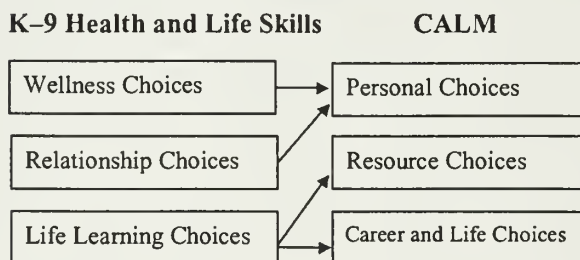 K–9 Health and Life Skills CALM
Wellness Choices Personal Choices
Relationship Choices Resource Choices
Life Learning Choices Career and Life Choices